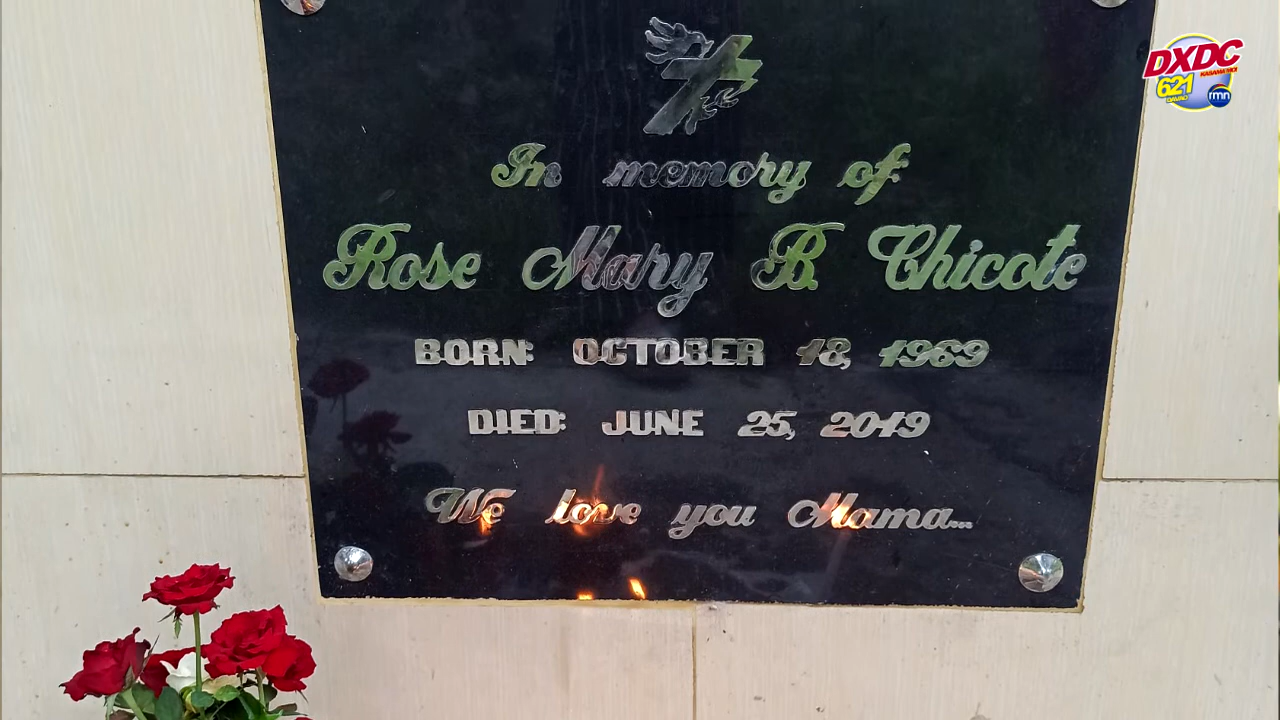 In memory of:
Rose Mary B. Chicote
BORN: OCTOBER 18, 1969
DIED: JUNE 25, 2019
We love you Mama...
DXDC
621
DAVAO
rmn